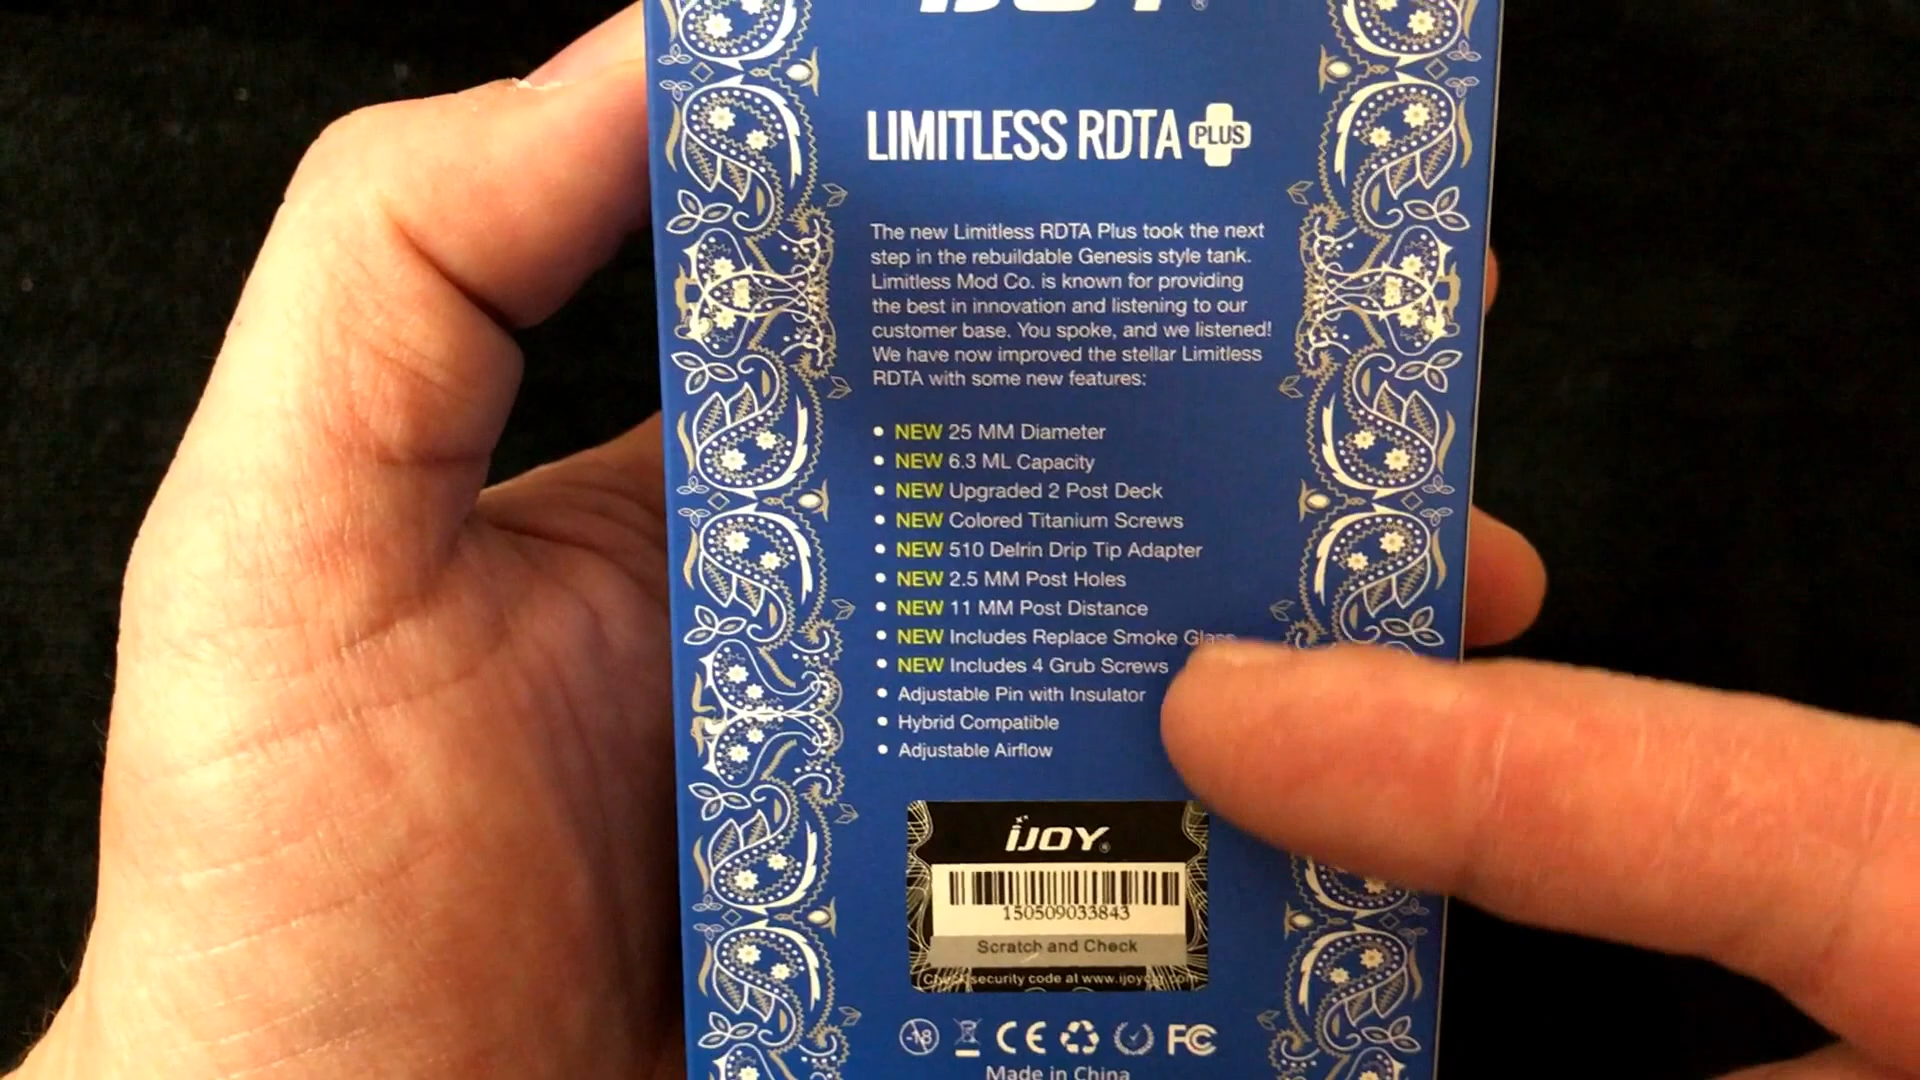 iJOY®
LIMITLESS RDTA PLUS
The new Limitless RDTA Plus took the next
step in the rebuildable Genesis style tank.
Limitless Mod Co. is known for providing
the best in innovation and listening to our
customer base. You spoke, and we listened!
We have now improved the stellar Limitless
RDTA with some new features:
• NEW 25 MM Diameter
• NEW 6.3 ML Capacity
• NEW Upgraded 2 Post Deck
• NEW Colored Titanium Screws
• NEW 510 Delrin Drip Tip Adapter
• NEW 2.5 MM Post Holes
• NEW 11 MM Post Distance
• NEW Includes Replace Smoke Glass
• NEW Includes 4 Grub Screws
• Adjustable Pin with Insulator
• Hybrid Compatible
• Adjustable Airflow
iJOY®
150509033843
Scratch and Check
Check security code at
-18 CE FC
Made in China